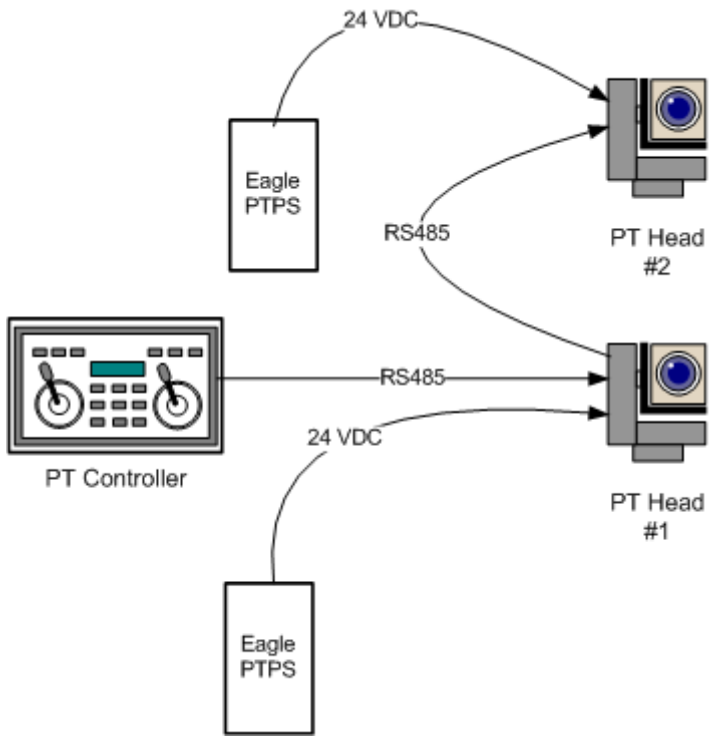 24 VDC
Eagle
PTPS
RS485
PT Head
#2
RS485
PT Controller
24 VDC
PT Head
#1
Eagle
PTPS